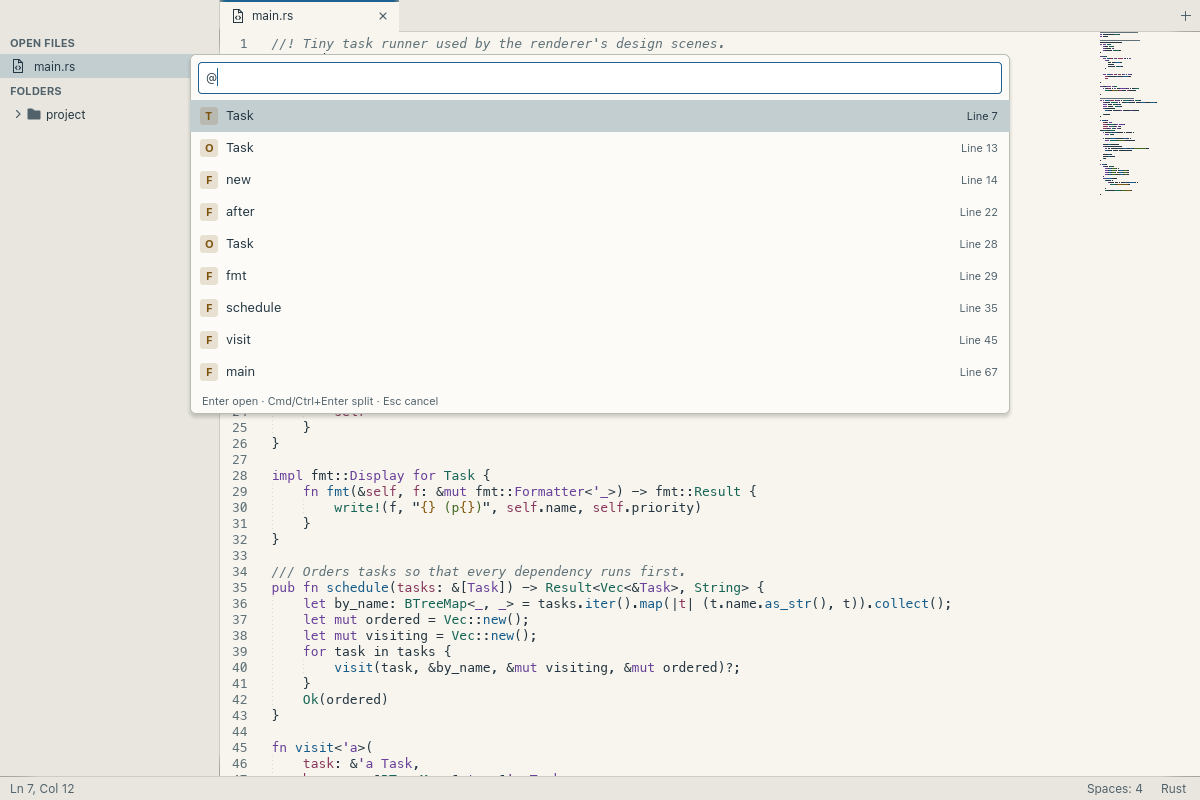 main.rs
OPEN FILES
main.rs
FOLDERS
project
1 //! Tiny task runner used by the renderer's design scenes.
@
T Task Line 7
O Task Line 13
F new Line 14
F after Line 22
O Task Line 28
F fmt Line 29
F schedule Line 35
F visit Line 45
F main Line 67
Enter open · Cmd/Ctrl+Enter split · Esc cancel
25     }
26 }
27
28 impl fmt::Display for Task {
29     fn fmt(&self, f: &mut fmt::Formatter<'_>) -> fmt::Result {
30         write!(f, "{} (p{})", self.name, self.priority)
31     }
32 }
33
34 /// Orders tasks so that every dependency runs first.
35 pub fn schedule(tasks: &[Task]) -> Result<Vec<&Task>, String> {
36     let by_name: BTreeMap<_, _> = tasks.iter().map(|t| (t.name.as_str(), t)).collect();
37     let mut ordered = Vec::new();
38     let mut visiting = Vec::new();
39     for task in tasks {
40         visit(task, &by_name, &mut visiting, &mut ordered)?;
41     }
42     Ok(ordered)
43 }
44
45 fn visit<'a>(
46     task: &'a Task,
Ln 7, Col 12
Spaces: 4
Rust